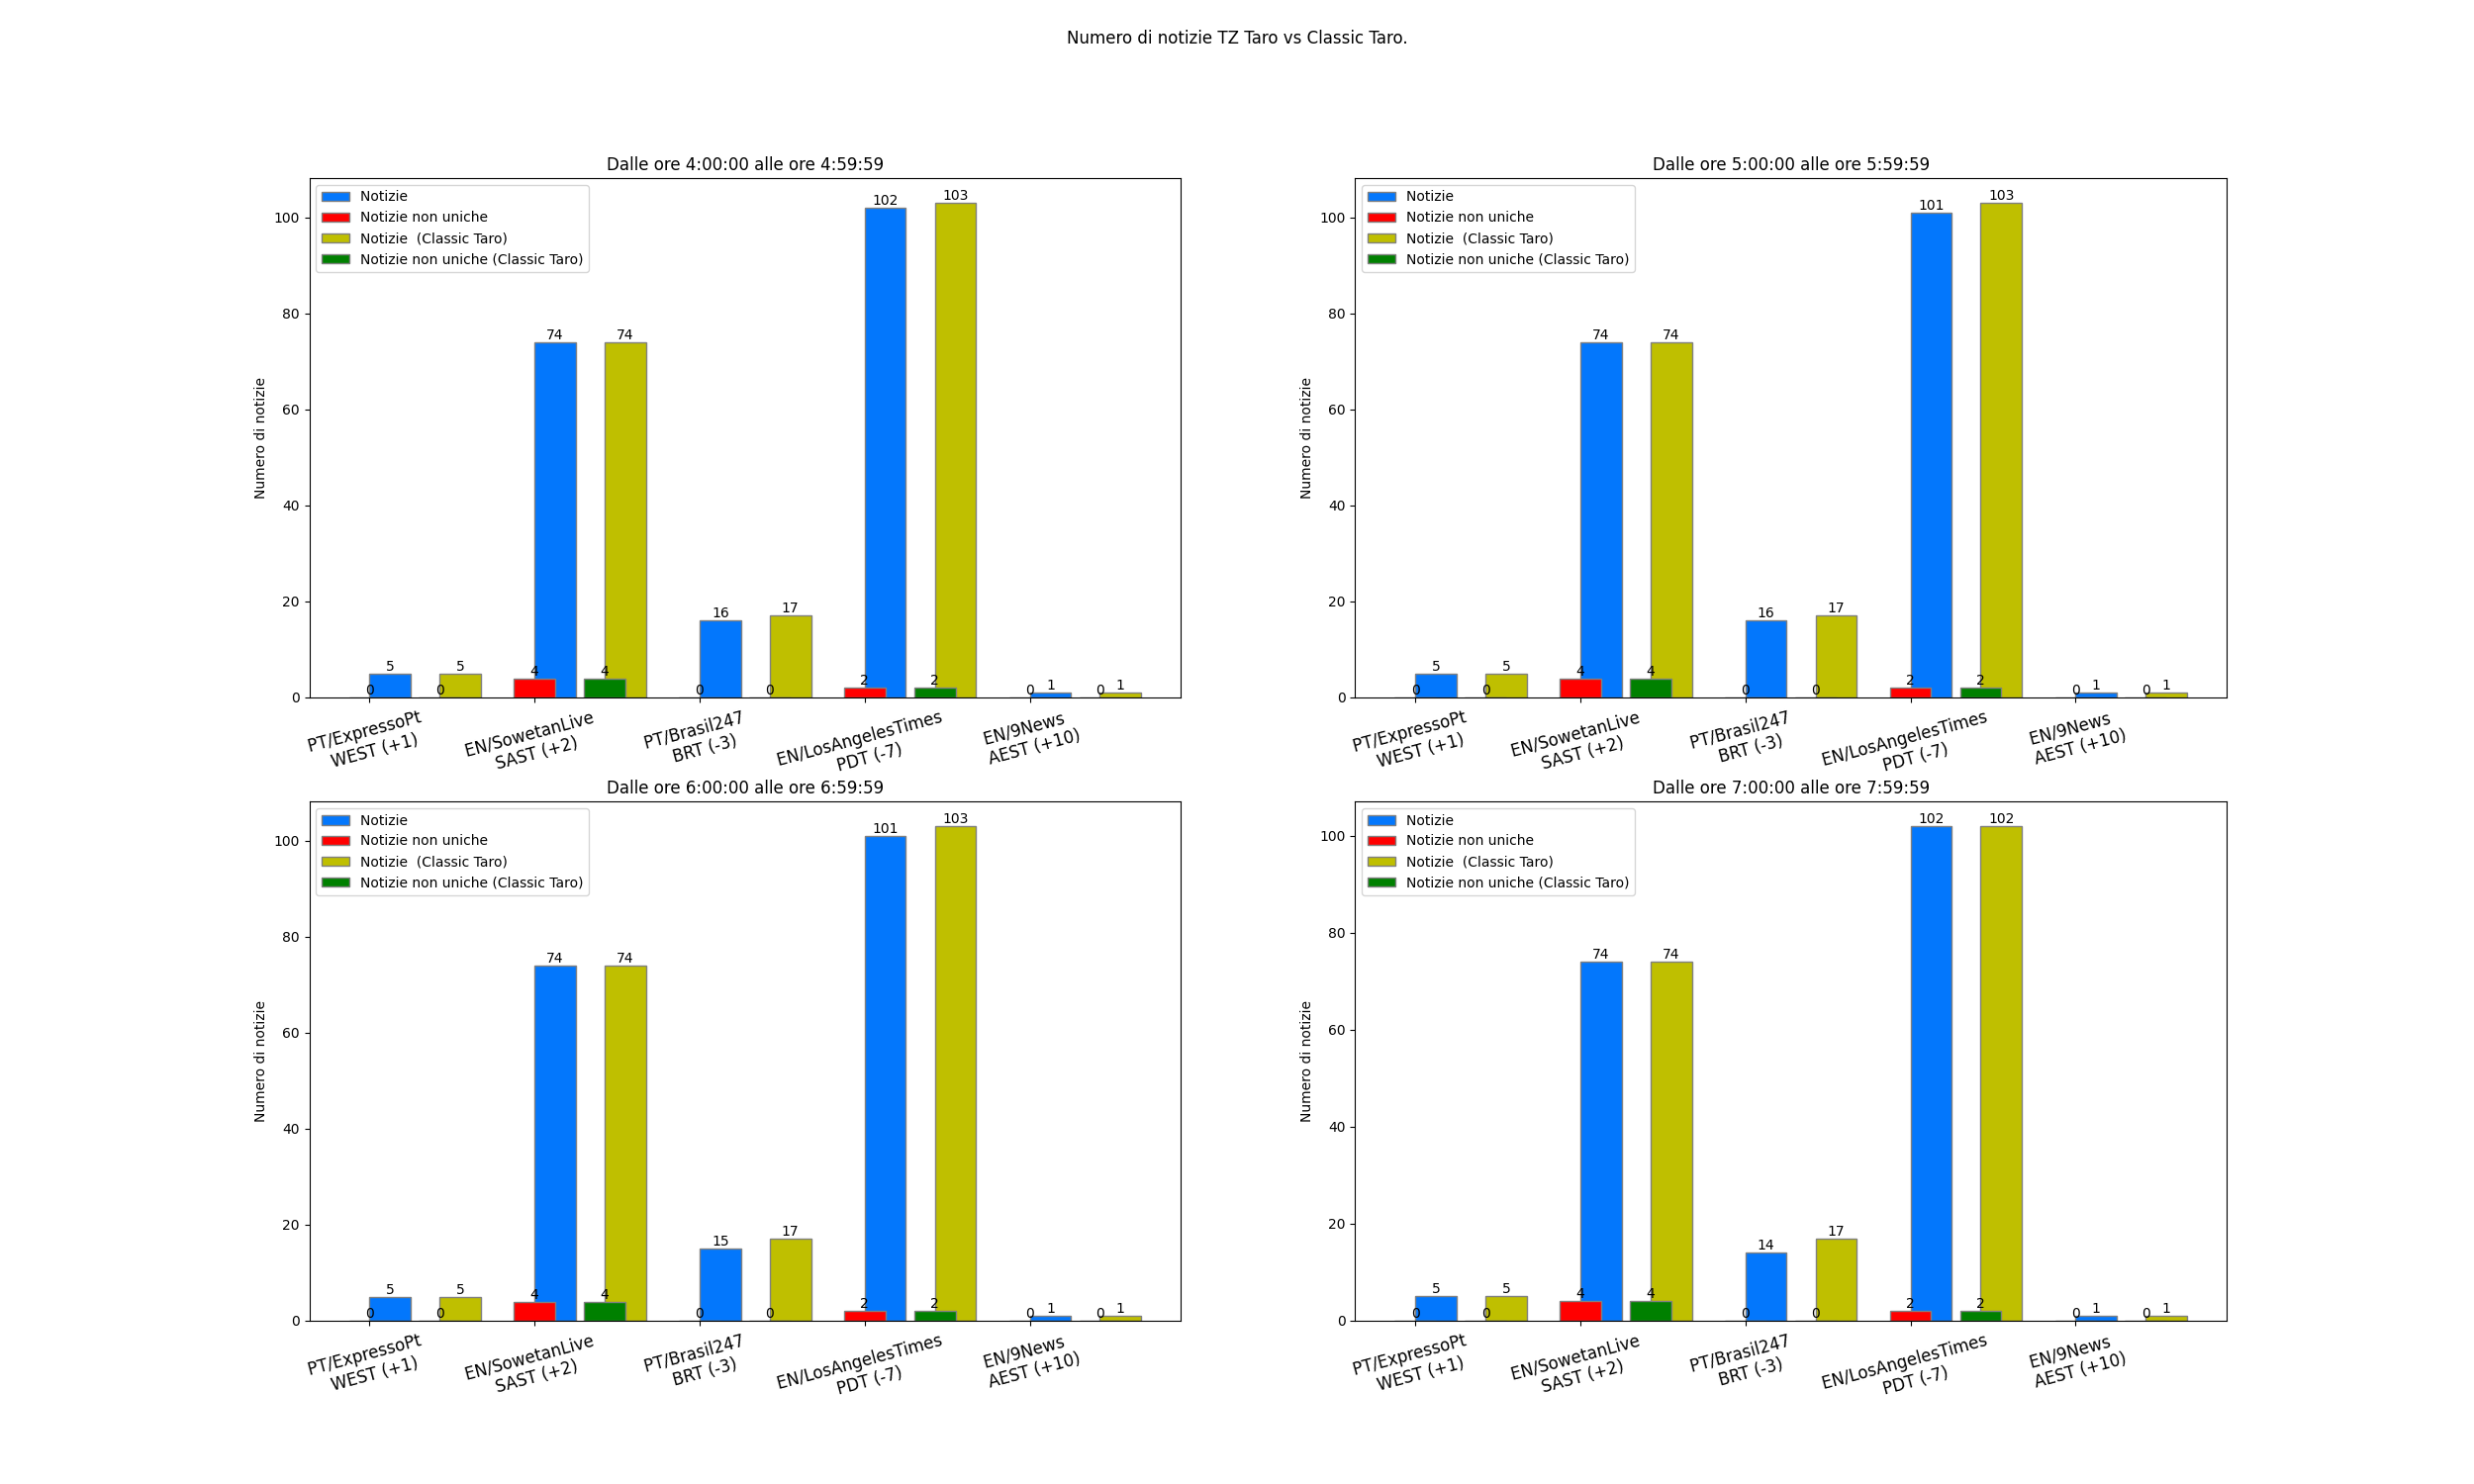 Numero di notizie TZ Taro vs Classic Taro.
Dalle ore 4:00:00 alle ore 4:59:59
Notizie
Notizie non uniche
Notizie  (Classic Taro)
Notizie non uniche (Classic Taro)
Numero di notizie
100
80
60
40
20
0
5
5
0
0
74
74
4
4
16
17
0
0
102
103
2
2
1
1
0
0
PT/ExpressoPt
WEST (+1)
EN/SowetanLive
SAST (+2)
PT/Brasil247
BRT (-3)
EN/LosAngelesTimes
PDT (-7)
EN/9News
AEST (+10)
Dalle ore 5:00:00 alle ore 5:59:59
Notizie
Notizie non uniche
Notizie  (Classic Taro)
Notizie non uniche (Classic Taro)
Numero di notizie
100
80
60
40
20
0
5
5
0
0
74
74
4
4
16
17
0
0
101
103
2
2
1
1
0
0
PT/ExpressoPt
WEST (+1)
EN/SowetanLive
SAST (+2)
PT/Brasil247
BRT (-3)
EN/LosAngelesTimes
PDT (-7)
EN/9News
AEST (+10)
Dalle ore 6:00:00 alle ore 6:59:59
Notizie
Notizie non uniche
Notizie  (Classic Taro)
Notizie non uniche (Classic Taro)
Numero di notizie
100
80
60
40
20
0
5
5
0
0
74
74
4
4
15
17
0
0
101
103
2
2
1
1
0
0
PT/ExpressoPt
WEST (+1)
EN/SowetanLive
SAST (+2)
PT/Brasil247
BRT (-3)
EN/LosAngelesTimes
PDT (-7)
EN/9News
AEST (+10)
Dalle ore 7:00:00 alle ore 7:59:59
Notizie
Notizie non uniche
Notizie  (Classic Taro)
Notizie non uniche (Classic Taro)
Numero di notizie
100
80
60
40
20
0
5
5
0
0
74
74
4
4
14
17
0
0
102
102
2
2
1
1
0
0
PT/ExpressoPt
WEST (+1)
EN/SowetanLive
SAST (+2)
PT/Brasil247
BRT (-3)
EN/LosAngelesTimes
PDT (-7)
EN/9News
AEST (+10)